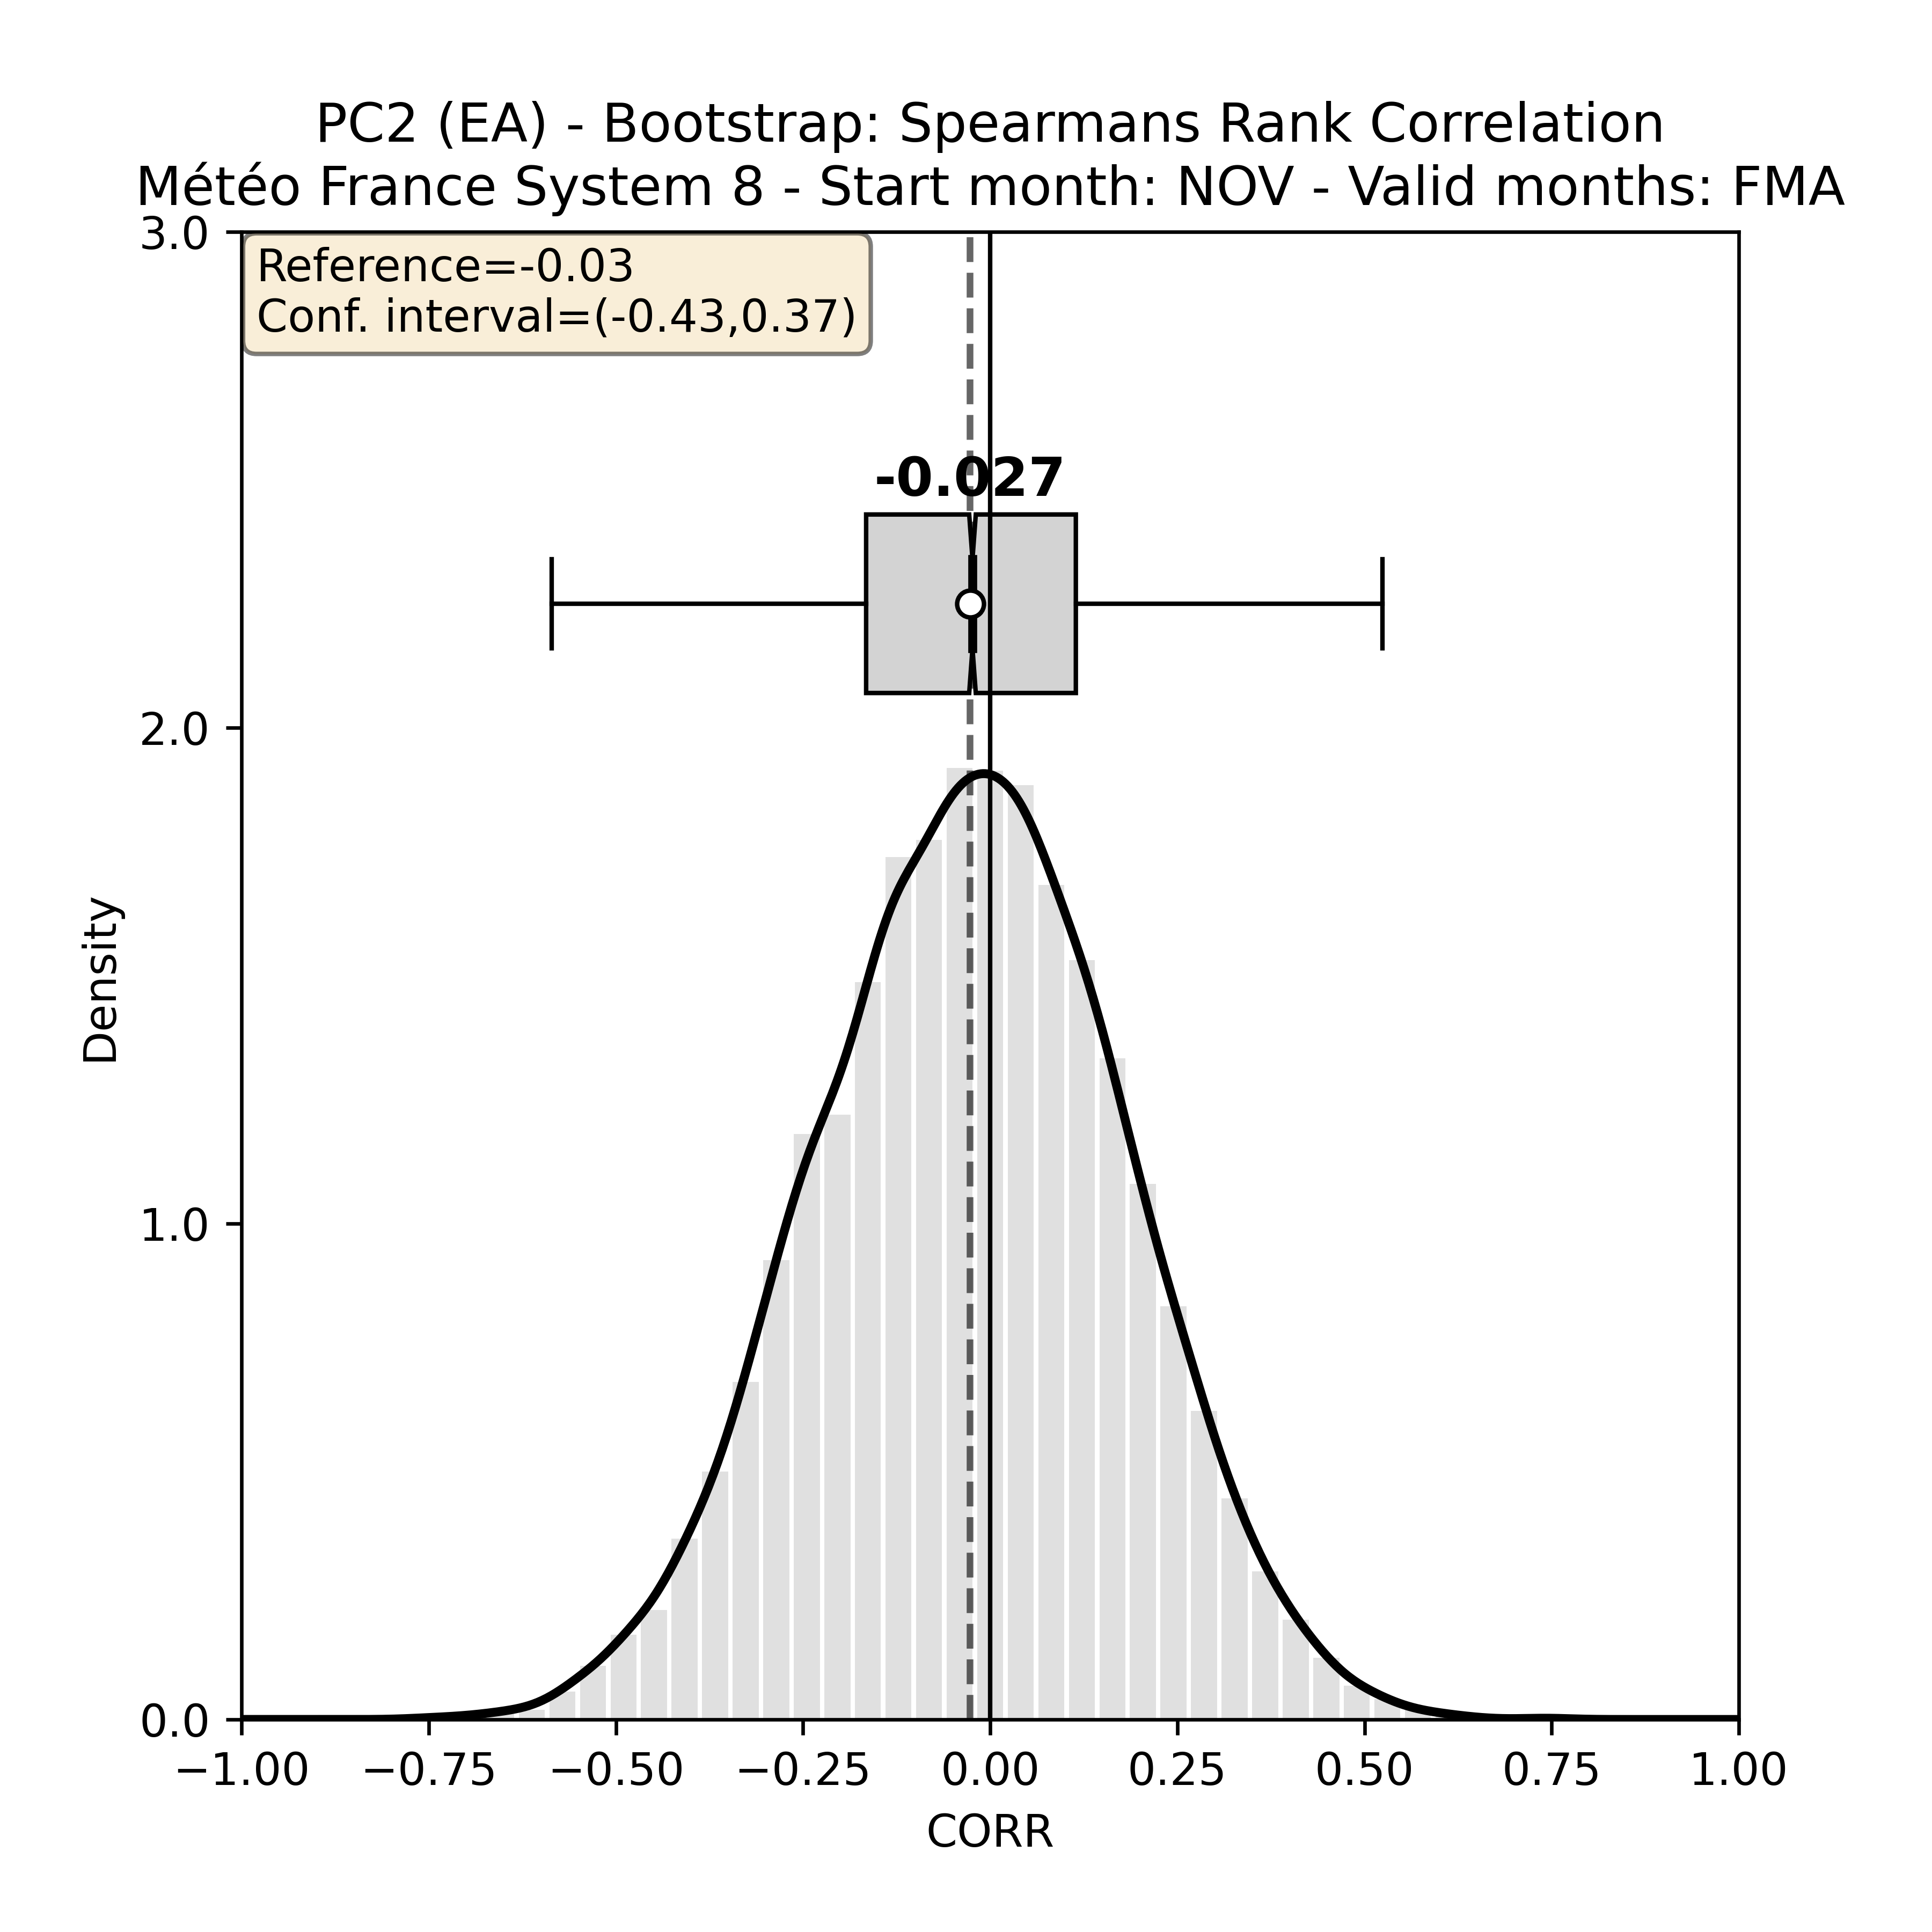 PC2 (EA) - Bootstrap: Spearmans Rank Correlation
Météo France System 8 - Start month: NOV - Valid months: FMA
3.0
Reference=-0.03
Conf. interval=(-0.43,0.37)
-0.027
2.0
Density
1.0
0.0
−1.00 −0.75 −0.50 −0.25 0.00 0.25 0.50 0.75 1.00
CORR